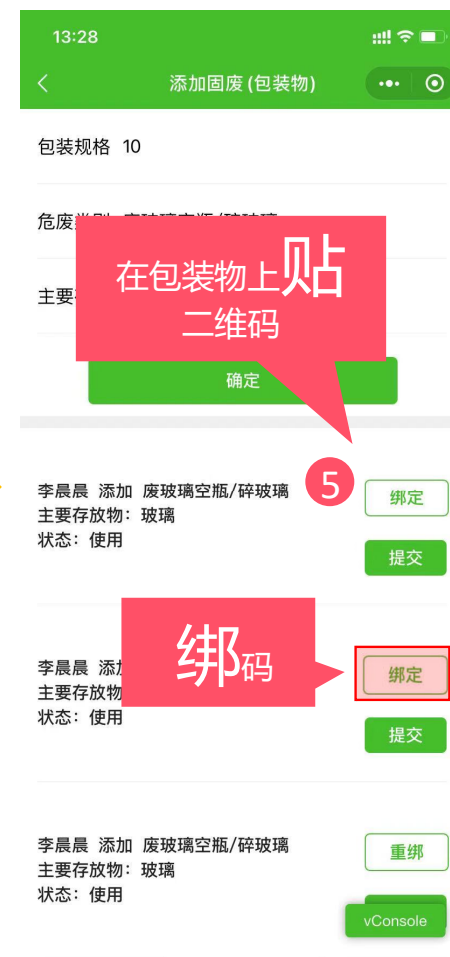 13:28
添加固废(包装物)
包装规格 10
危废
在包装物上贴
二维码
主要
确定
李晨晨 添加 废玻璃空瓶/碎玻璃
主要存放物：玻璃
状态：使用
5
绑定
提交
李晨晨 添加
主要存放物
状态：使用
绑码
绑定
提交
李晨晨 添加 废玻璃空瓶/碎玻璃
主要存放物：玻璃
状态：使用
重绑
vConsole